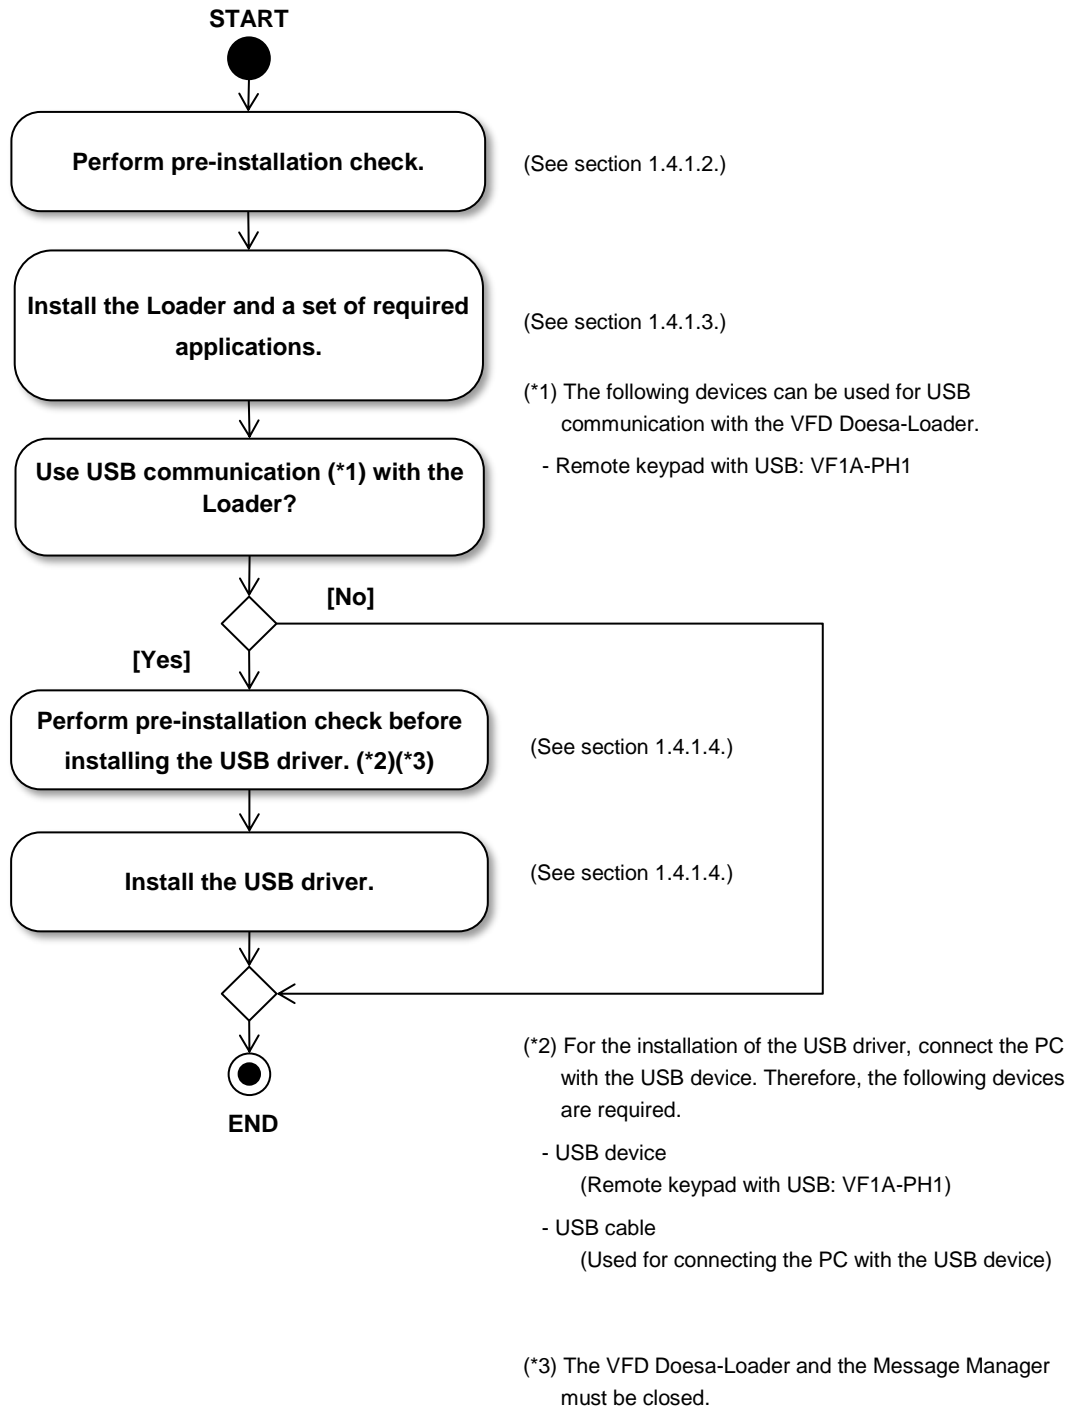 START
Perform pre-installation check.
(See section 1.4.1.2.)
Install the Loader and a set of required
applications.
(See section 1.4.1.3.)
(*1) The following devices can be used for USB
communication with the VFD Doesa-Loader.
- Remote keypad with USB: VF1A-PH1
Use USB communication (*1) with the
Loader?
[No]
[Yes]
Perform pre-installation check before
installing the USB driver. (*2)(*3)
(See section 1.4.1.4.)
Install the USB driver.
(See section 1.4.1.4.)
END
(*2) For the installation of the USB driver, connect the PC
with the USB device. Therefore, the following devices
are required.
- USB device
(Remote keypad with USB: VF1A-PH1)
- USB cable
(Used for connecting the PC with the USB device)
(*3) The VFD Doesa-Loader and the Message Manager
must be closed.